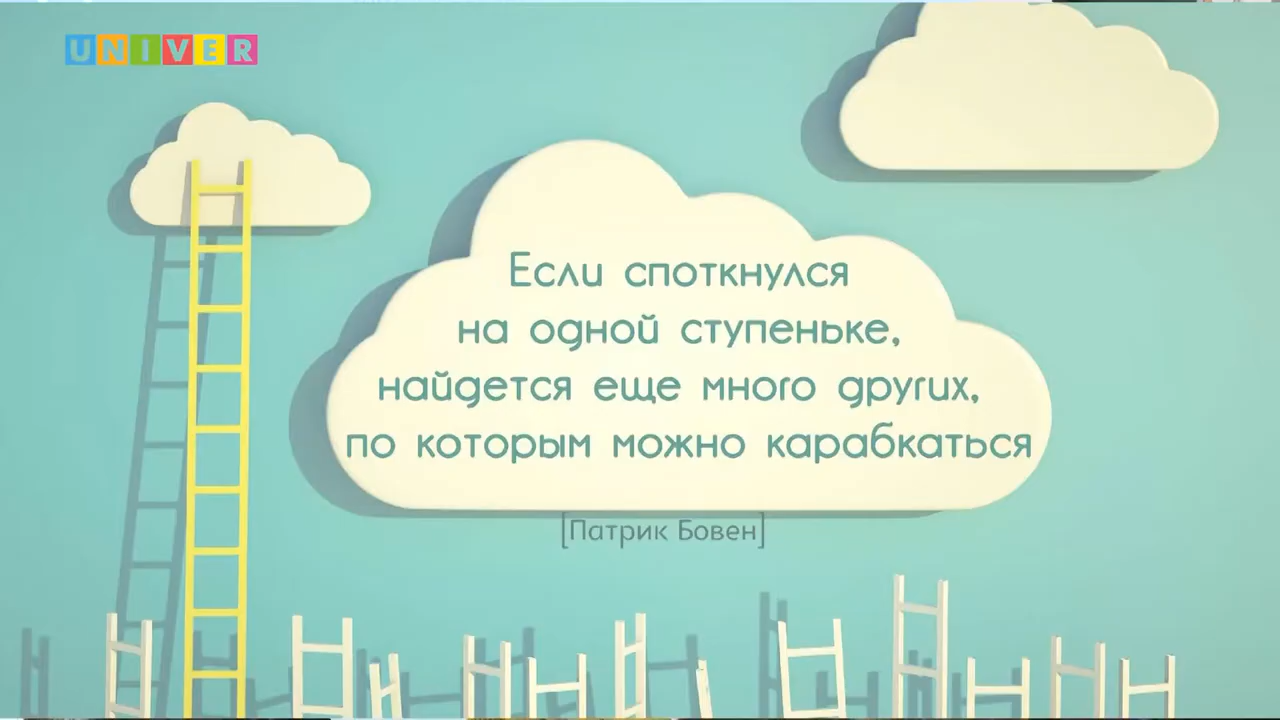 UNIVER
Если споткнулся
на одной ступеньке,
найдется еще много других,
по которым можно карабкаться
[Патрик Бовен]